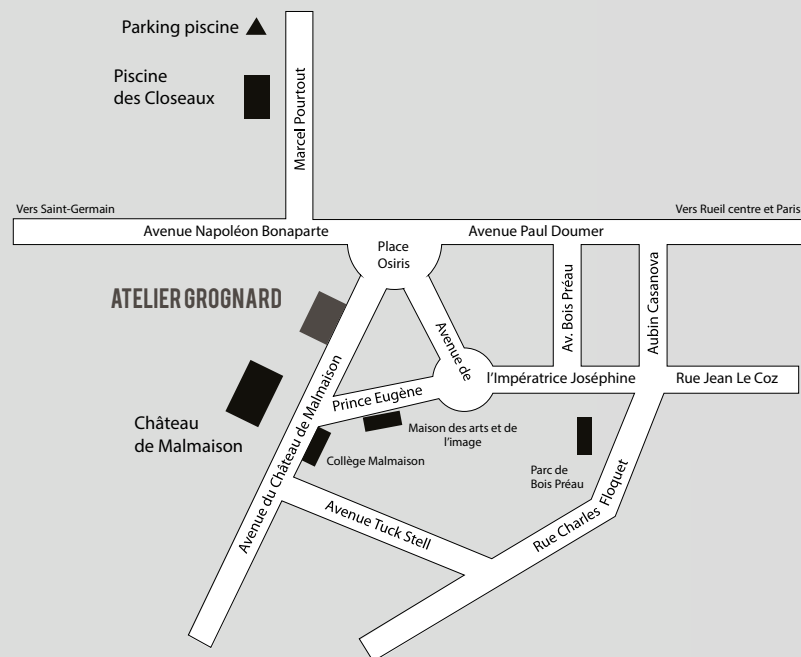 Parking piscine
Piscine
des Closeaux
Marcel Pourtout
Vers Saint-Germain
Vers Rueil centre et Paris
Avenue Napoléon Bonaparte
Avenue Paul Doumer
Place
Osiris
ATELIER GROGNARD
Av. Bois Préau
Aubin Casanova
Avenue de
l'Impératrice Joséphine
Rue Jean Le Coz
Prince Eugène
Château
de Malmaison
Avenue du Château de Malmaison
Maison des arts et de
l'image
Collège Malmaison
Parc de
Bois Préau
Rue Charles Floquet
Avenue Tuck Stell